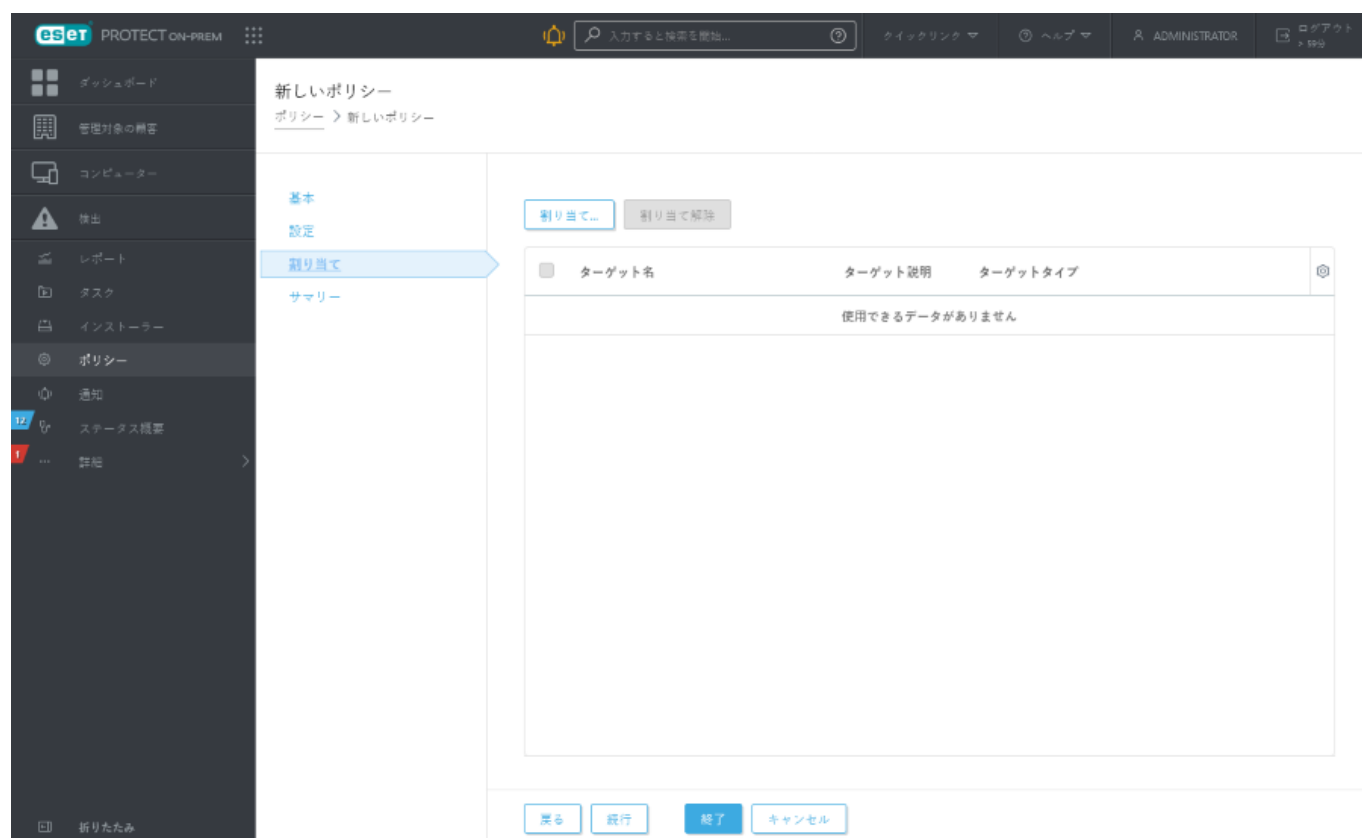 eset PROTECT ON-PREM
入力すると検索を開始...
クイックリンク
ヘルプ
ADMINISTRATOR
ログアウト
> 59分
ダッシュボード
管理対象の顧客
コンピューター
検出
レポート
タスク
インストーラー
ポリシー
通知
12
ステータス概要
1
詳細
折りたたみ
新しいポリシー
ポリシー > 新しいポリシー
基本
設定
割り当て
サマリー
割り当て... 割り当て解除
ターゲット名 ターゲット説明 ターゲットタイプ
使用できるデータがありません
戻る 続行 終了 キャンセル